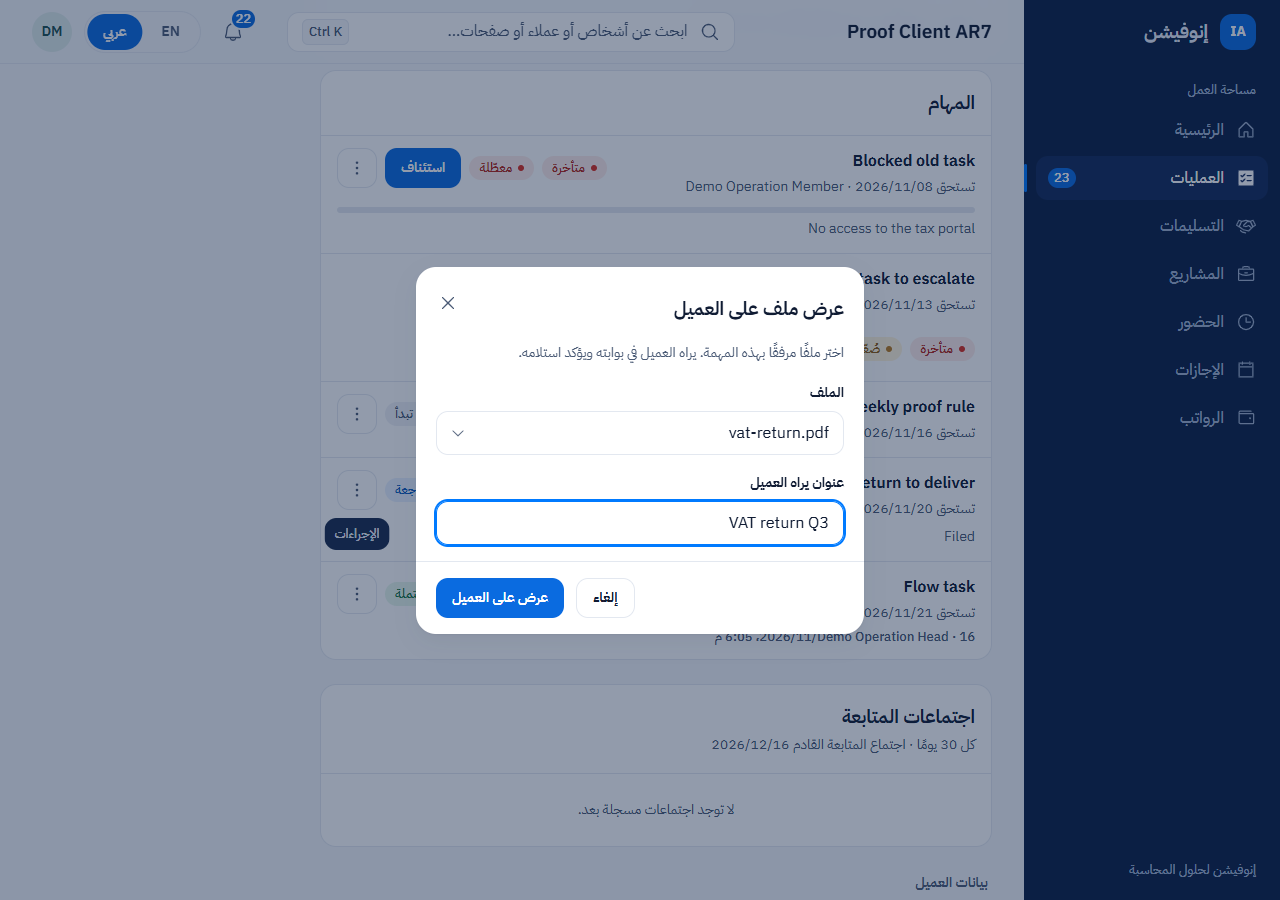 IA
إنوفيشن
مساحة العمل
الرئيسية
العمليات
23
التسليمات
المشاريع
الحضور
الإجازات
الرواتب
إنوفيشن لحلول المحاسبة
Proof Client AR7
ابحث عن أشخاص أو عملاء أو صفحات...
Ctrl K
22
EN
عربي
DM
المهام
Blocked old task
متأخرة
معطّلة
استئناف
تستحق 2026/11/08 · Demo Operation Member
No access to the tax portal
task to escalate
تستحق 2026/11/13
متأخرة
eekly proof rule
تستحق 2026/11/16
تبدأ
eturn to deliver
تستحق 2026/11/20
Filed
الإجراءات
Flow task
تستحق 2026/11/21
Demo Operation Head · 16/2026/11، 6:05 م
عرض ملف على العميل
اختر ملفًا مرفقًا بهذه المهمة. يراه العميل في بوابته ويؤكد استلامه.
الملف
vat-return.pdf
عنوان يراه العميل
VAT return Q3
إلغاء
عرض على العميل
اجتماعات المتابعة
كل 30 يومًا · اجتماع المتابعة القادم 2026/12/16
لا توجد اجتماعات مسجلة بعد.
بيانات العميل